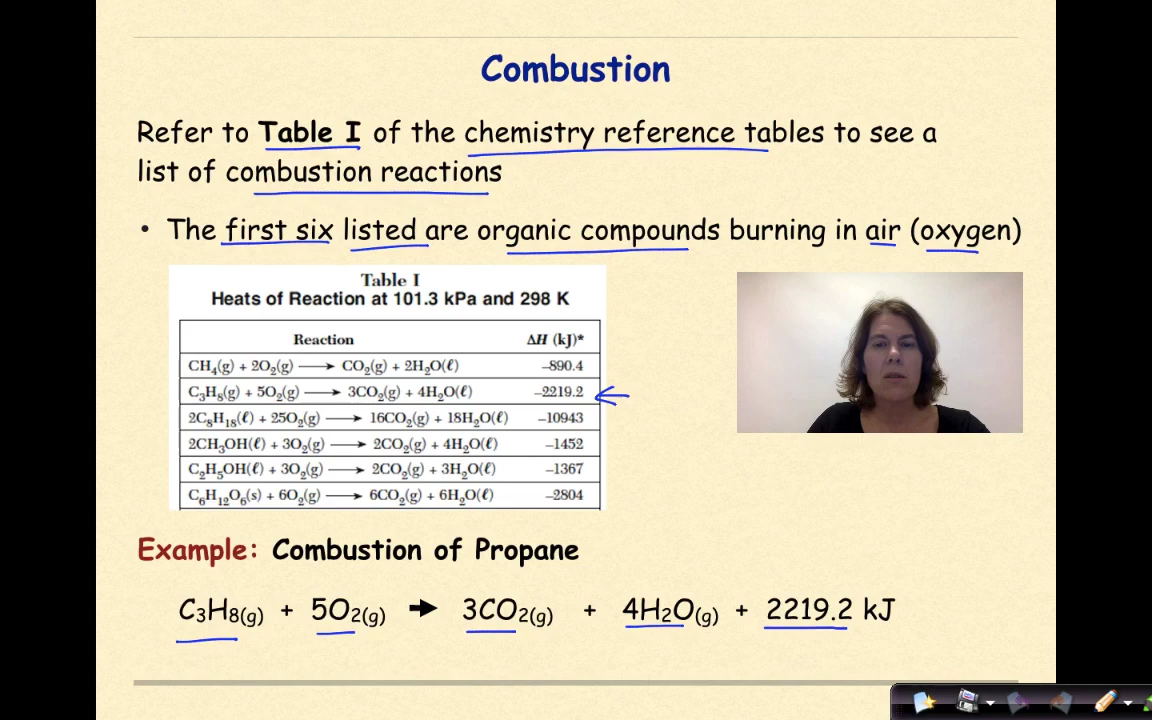 Combustion
Refer to Table I of the chemistry reference tables to see a
list of combustion reactions
• The first six listed are organic compounds burning in air (oxygen)
Table I
Heats of Reaction at 101.3 kPa and 298 K
Reaction ΔH (kJ)*
CH₄(g) + 2O₂(g) ⟶ CO₂(g) + 2H₂O(ℓ) –890.4
C₃H₈(g) + 5O₂(g) ⟶ 3CO₂(g) + 4H₂O(ℓ) –2219.2
2C₈H₁₈(ℓ) + 25O₂(g) ⟶ 16CO₂(g) + 18H₂O(ℓ) –10943
2CH₃OH(ℓ) + 3O₂(g) ⟶ 2CO₂(g) + 4H₂O(ℓ) –1452
C₂H₅OH(ℓ) + 3O₂(g) ⟶ 2CO₂(g) + 3H₂O(ℓ) –1367
C₆H₁₂O₆(s) + 6O₂(g) ⟶ 6CO₂(g) + 6H₂O(ℓ) –2804
Example: Combustion of Propane
C₃H₈(g) + 5O₂(g) ➡ 3CO₂(g) + 4H₂O(g) + 2219.2 kJ